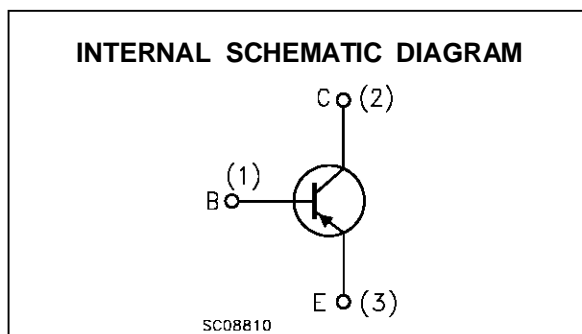 INTERNAL SCHEMATIC DIAGRAM
C (2)
(1)
B
E (3)
SC08810